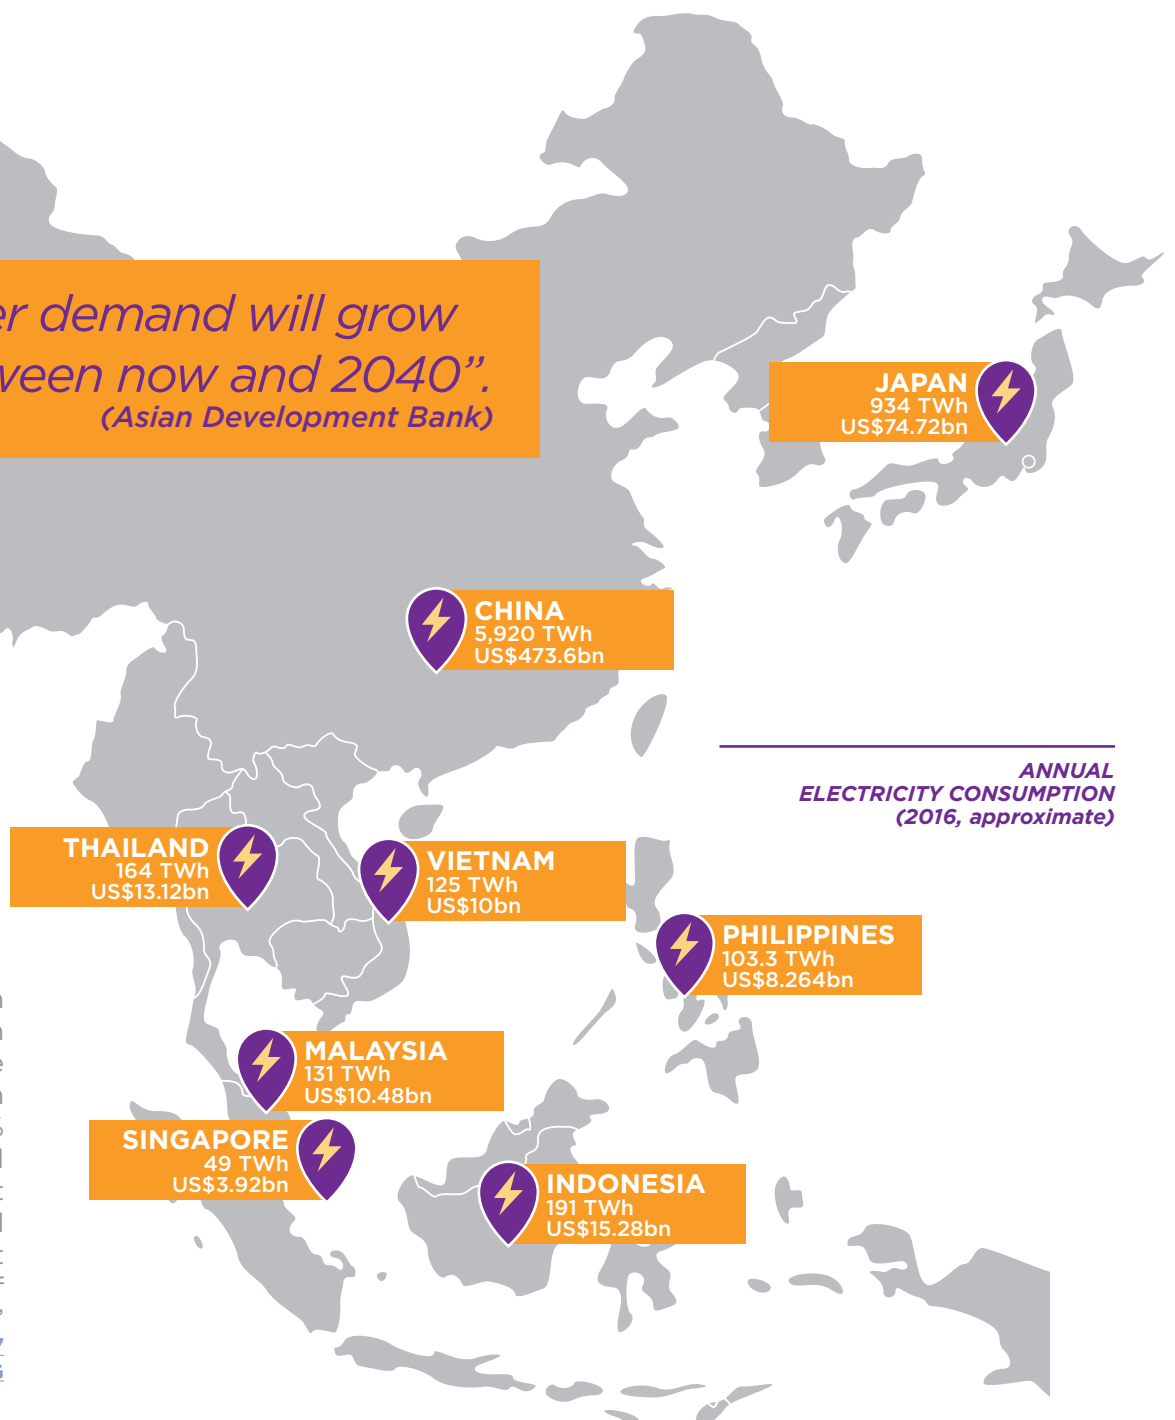 er demand will grow
ween now and 2040”.
(Asian Development Bank)
JAPAN
934 TWh
US$74.72bn
CHINA
5,920 TWh
US$473.6bn
ANNUAL
ELECTRICITY CONSUMPTION
(2016, approximate)
THAILAND
164 TWh
US$13.12bn
VIETNAM
125 TWh
US$10bn
PHILIPPINES
103.3 TWh
US$8.264bn
MALAYSIA
131 TWh
US$10.48bn
SINGAPORE
49 TWh
US$3.92bn
INDONESIA
191 TWh
US$15.28bn